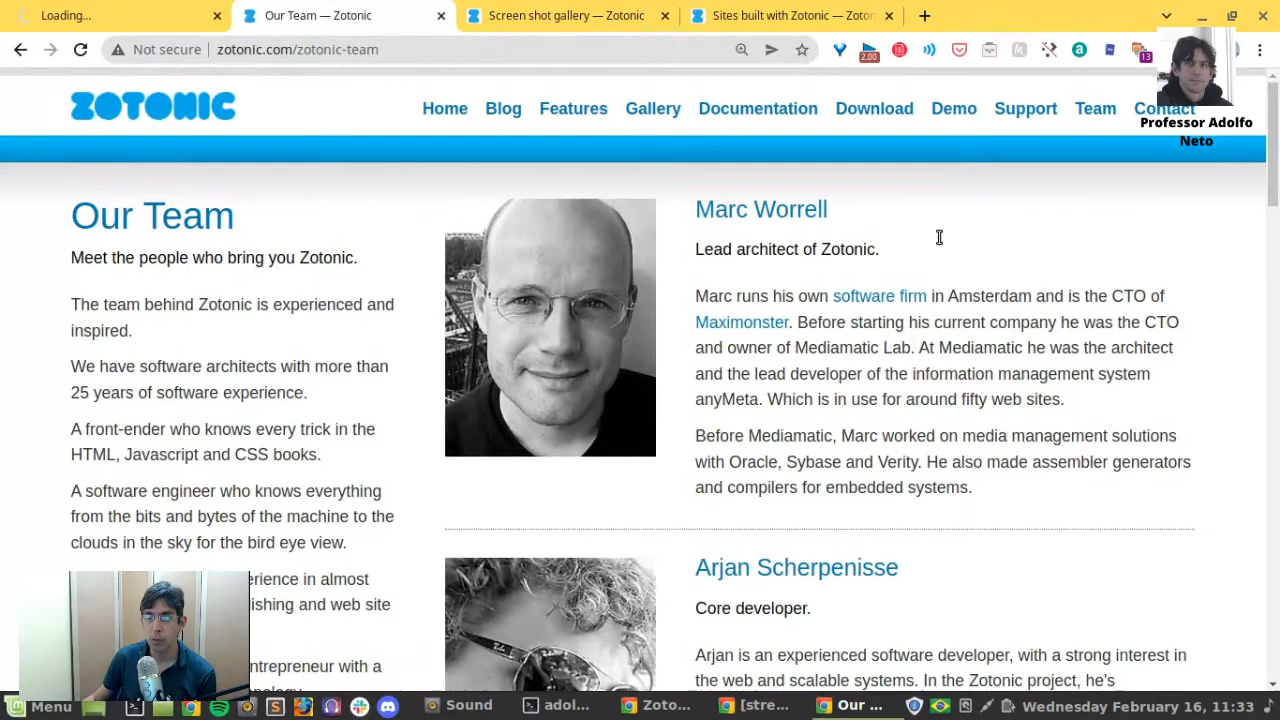 Loading...
Our Team — Zotonic
Screen shot gallery — Zotonic
Sites built with Zotonic — Zoton
Not secure
zotonic.com/zotonic-team
2.00
13
ZOTONIC
Home
Blog
Features
Gallery
Documentation
Download
Demo
Support
Team
Contact
Professor Adolfo
Neto
Our Team
Meet the people who bring you Zotonic.
The team behind Zotonic is experienced and
inspired.
We have software architects with more than
25 years of software experience.
A front-ender who knows every trick in the
HTML, Javascript and CSS books.
A software engineer who knows everything
from the bits and bytes of the machine to the
clouds in the sky for the bird eye view.
erience in almost
lishing and web site
ntrepreneur with a
Marc Worrell
Lead architect of Zotonic.
Marc runs his own software firm in Amsterdam and is the CTO of
Maximonster. Before starting his current company he was the CTO
and owner of Mediamatic Lab. At Mediamatic he was the architect
and the lead developer of the information management system
anyMeta. Which is in use for around fifty web sites.
Before Mediamatic, Marc worked on media management solutions
with Oracle, Sybase and Verity. He also made assembler generators
and compilers for embedded systems.
Arjan Scherpenisse
Core developer.
Arjan is an experienced software developer, with a strong interest in
the web and scalable systems. In the Zotonic project, he's
Menu
Sound
adol...
Zoto...
[stre...
Our ...
Wednesday February 16, 11:33